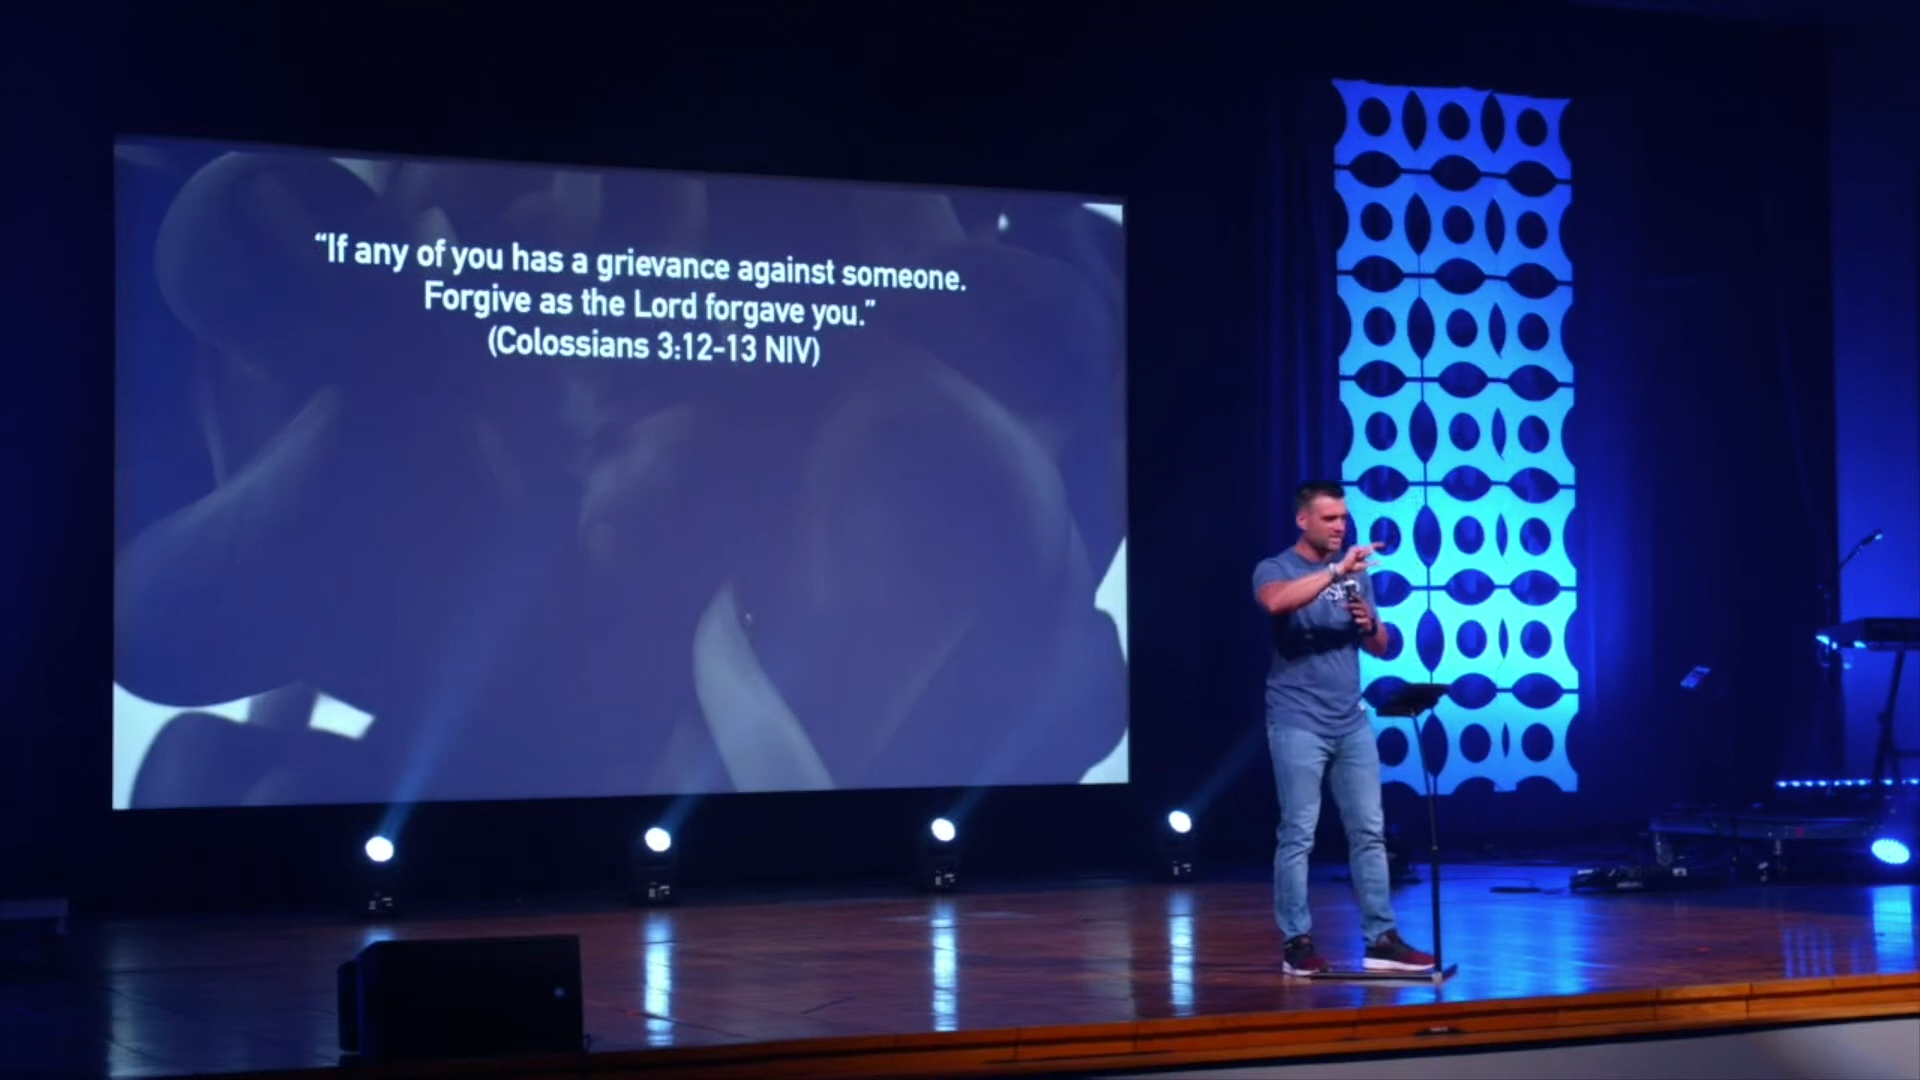 “If any of you has a grievance against someone.
Forgive as the Lord forgave you.”
(Colossians 3:12-13 NIV)